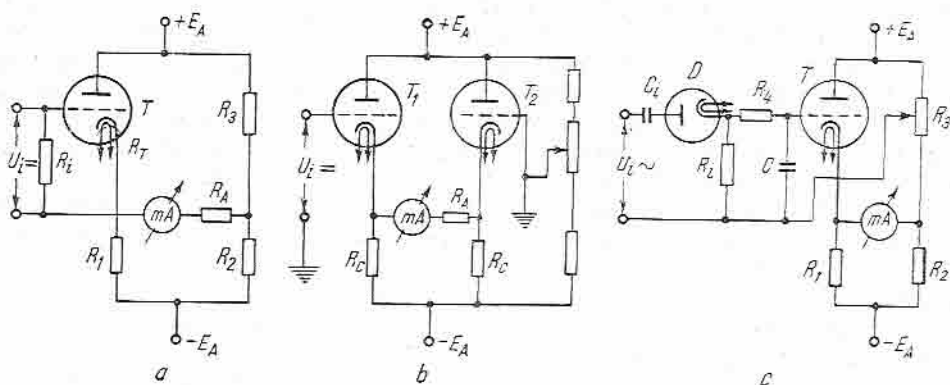 +E_A
T
R_T
U_i=
R_i
R_3
mA
R_A
R_1
R_2
-E_A
a
+E_A
T_1
T_2
U_i=
mA
R_A
R_C
R_C
-E_A
b
+E_A
C_i
D
R_4
T
R_3
U_i~
R_i
C
mA
R_1
R_2
-E_A
c